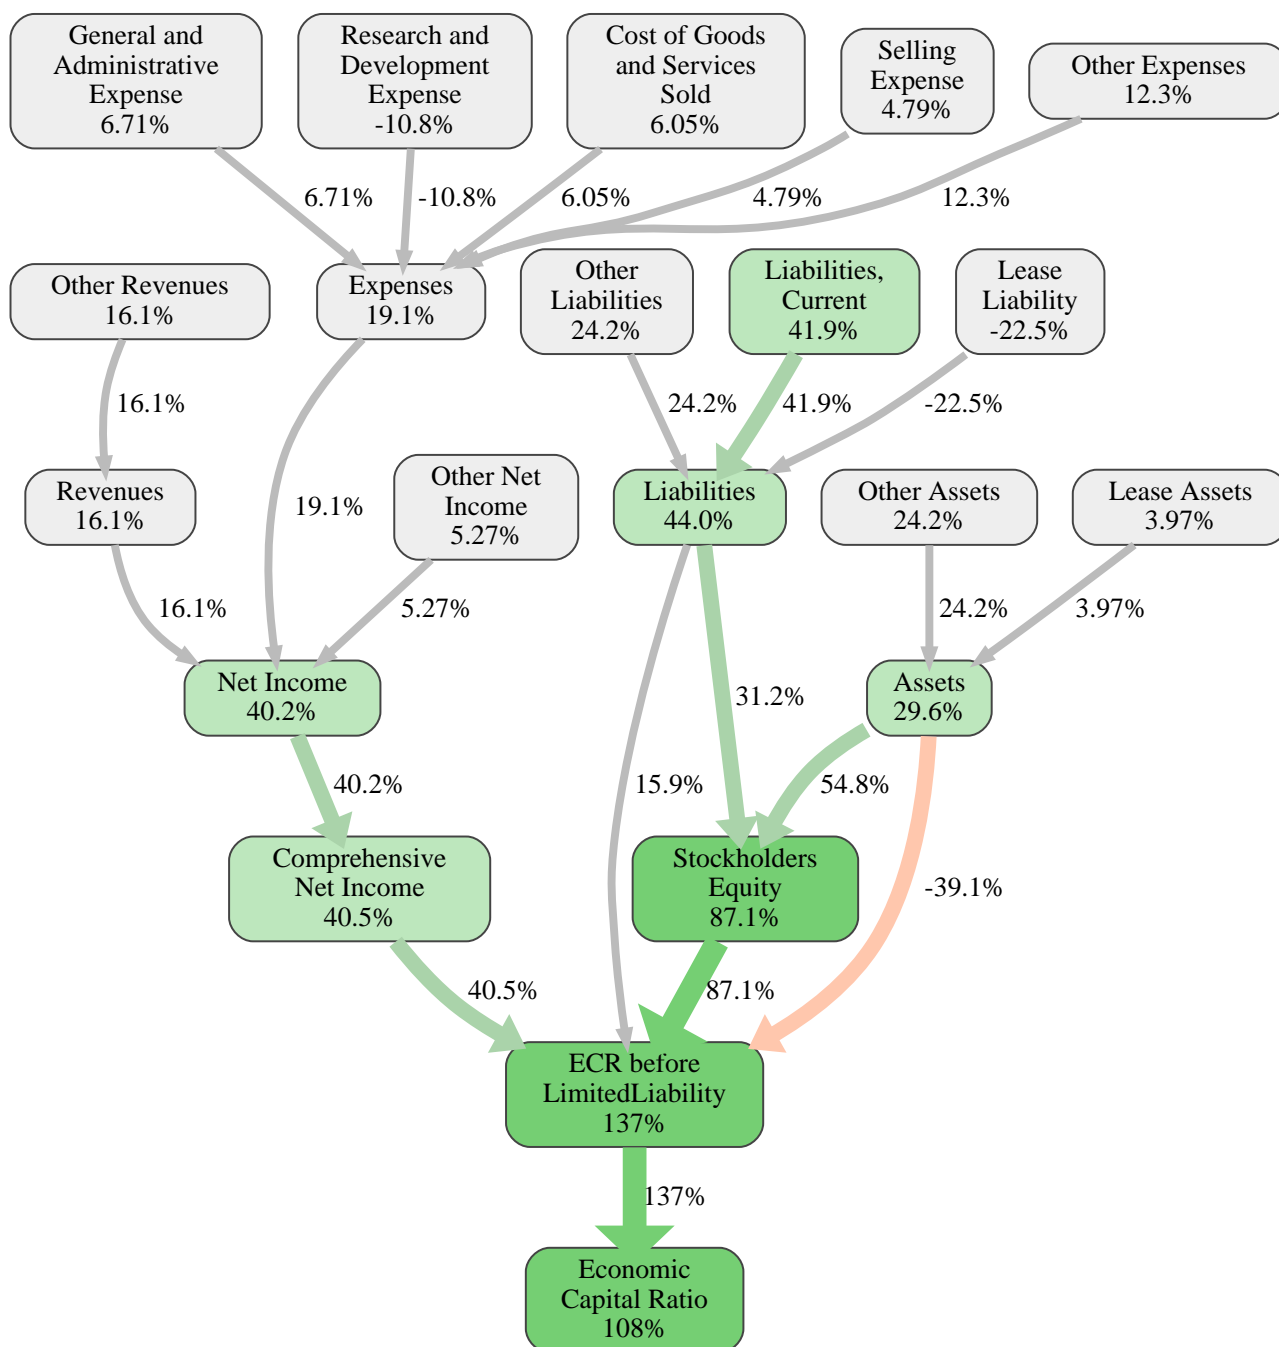 General and
Administrative
Expense
6.71%
Research and
Development
Expense
-10.8%
Cost of Goods
and Services
Sold
6.05%
Selling
Expense
4.79%
Other Expenses
12.3%
6.71%
-10.8%
6.05%
4.79%
12.3%
Other Revenues
16.1%
Expenses
19.1%
Other
Liabilities
24.2%
Liabilities,
Current
41.9%
Lease
Liability
-22.5%
16.1%
24.2%
41.9%
-22.5%
Revenues
16.1%
19.1%
Other Net
Income
5.27%
Liabilities
44.0%
Other Assets
24.2%
Lease Assets
3.97%
16.1%
5.27%
24.2%
3.97%
Net Income
40.2%
31.2%
Assets
29.6%
40.2%
15.9%
54.8%
Comprehensive
Net Income
40.5%
Stockholders
Equity
87.1%
-39.1%
40.5%
87.1%
ECR before
LimitedLiability
137%
137%
Economic
Capital Ratio
108%